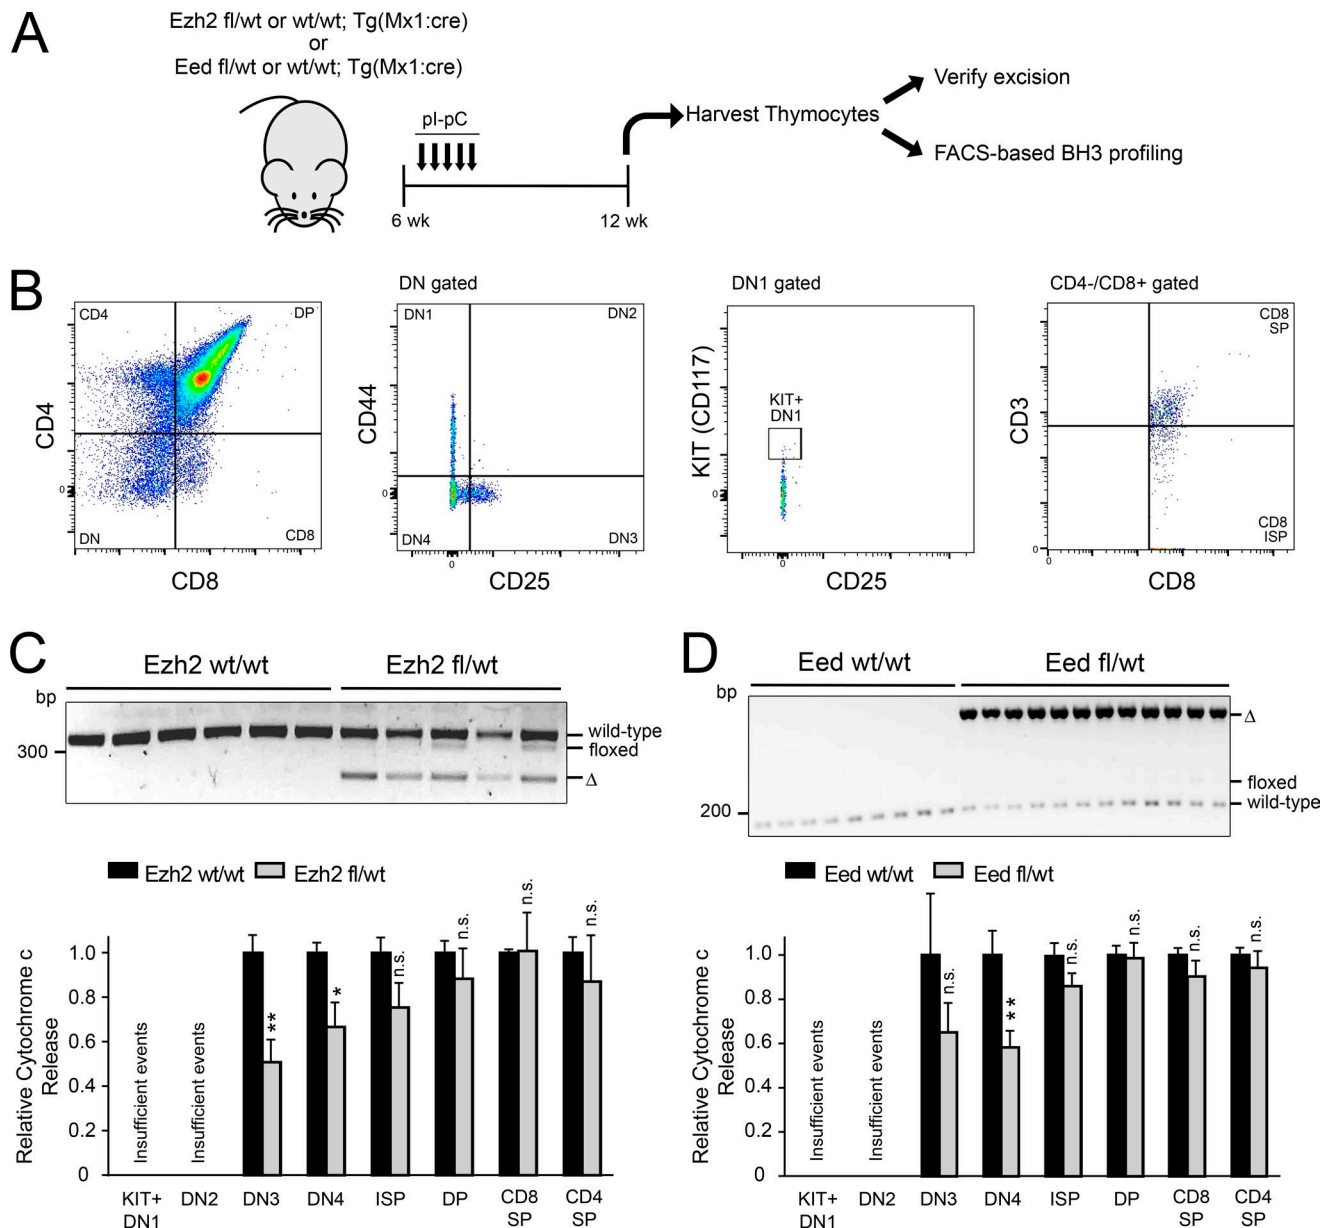 A
Ezh2 fl/wt or wt/wt; Tg(Mx1:cre)
or
Eed fl/wt or wt/wt; Tg(Mx1:cre)
pI-pC
6 wk
12 wk
Harvest Thymocytes
Verify excision
FACS-based BH3 profiling
B
CD4
DP
DN
CD8
CD4
0
CD8
DN gated
DN1
DN2
DN4
DN3
CD44
0
0
CD25
DN1 gated
KIT+
DN1
KIT (CD117)
0
0
CD25
CD4-/CD8+ gated
CD8
SP
CD8
ISP
CD3
0
0
CD8
C
Ezh2 wt/wt
Ezh2 fl/wt
bp
300
wild-type
floxed
Δ
Ezh2 wt/wt
Ezh2 fl/wt
Relative Cytochrome c
Release
1.0
0.8
0.6
0.4
0.2
0
Insufficient events
Insufficient events
**
*
n.s.
n.s.
n.s.
n.s.
KIT+
DN1
DN2
DN3
DN4
ISP
DP
CD8
SP
CD4
SP
D
Eed wt/wt
Eed fl/wt
bp
200
Δ
floxed
wild-type
Eed wt/wt
Eed fl/wt
Relative Cytochrome c
Release
1.0
0.8
0.6
0.4
0.2
0
Insufficient events
Insufficient events
n.s.
**
n.s.
n.s.
n.s.
n.s.
KIT+
DN1
DN2
DN3
DN4
ISP
DP
CD8
SP
CD4
SP